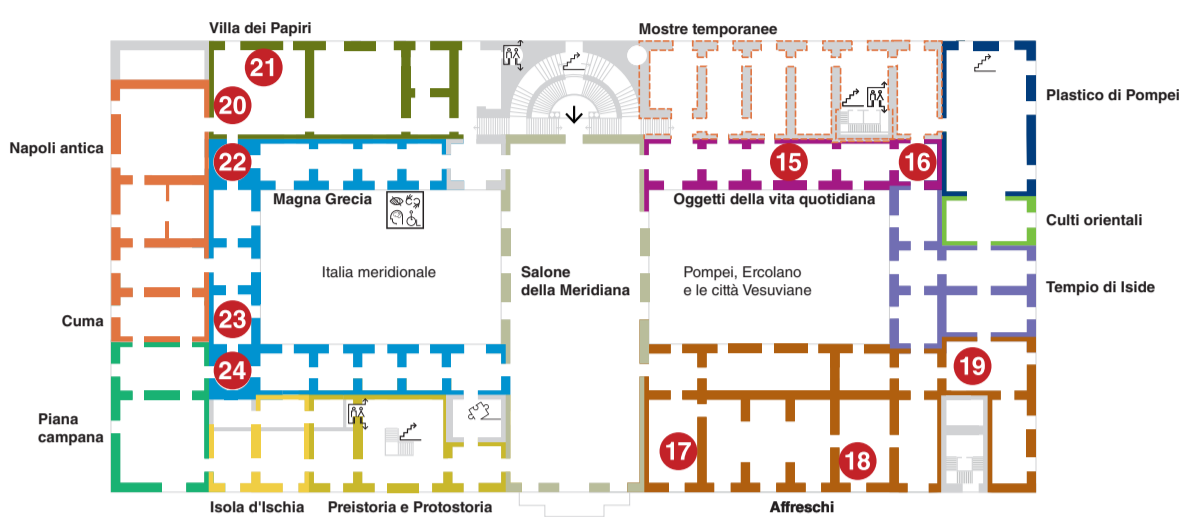 Villa dei Papiri
Mostre temporanee
21
20
Plastico di Pompei
Napoli antica
22
15
16
Magna Grecia
Oggetti della vita quotidiana
Culti orientali
Italia meridionale
Salone
della Meridiana
Pompei, Ercolano
e le città Vesuviane
Tempio di Iside
Cuma
23
24
19
Piana
campana
17
18
Isola d'Ischia
Preistoria e Protostoria
Affreschi